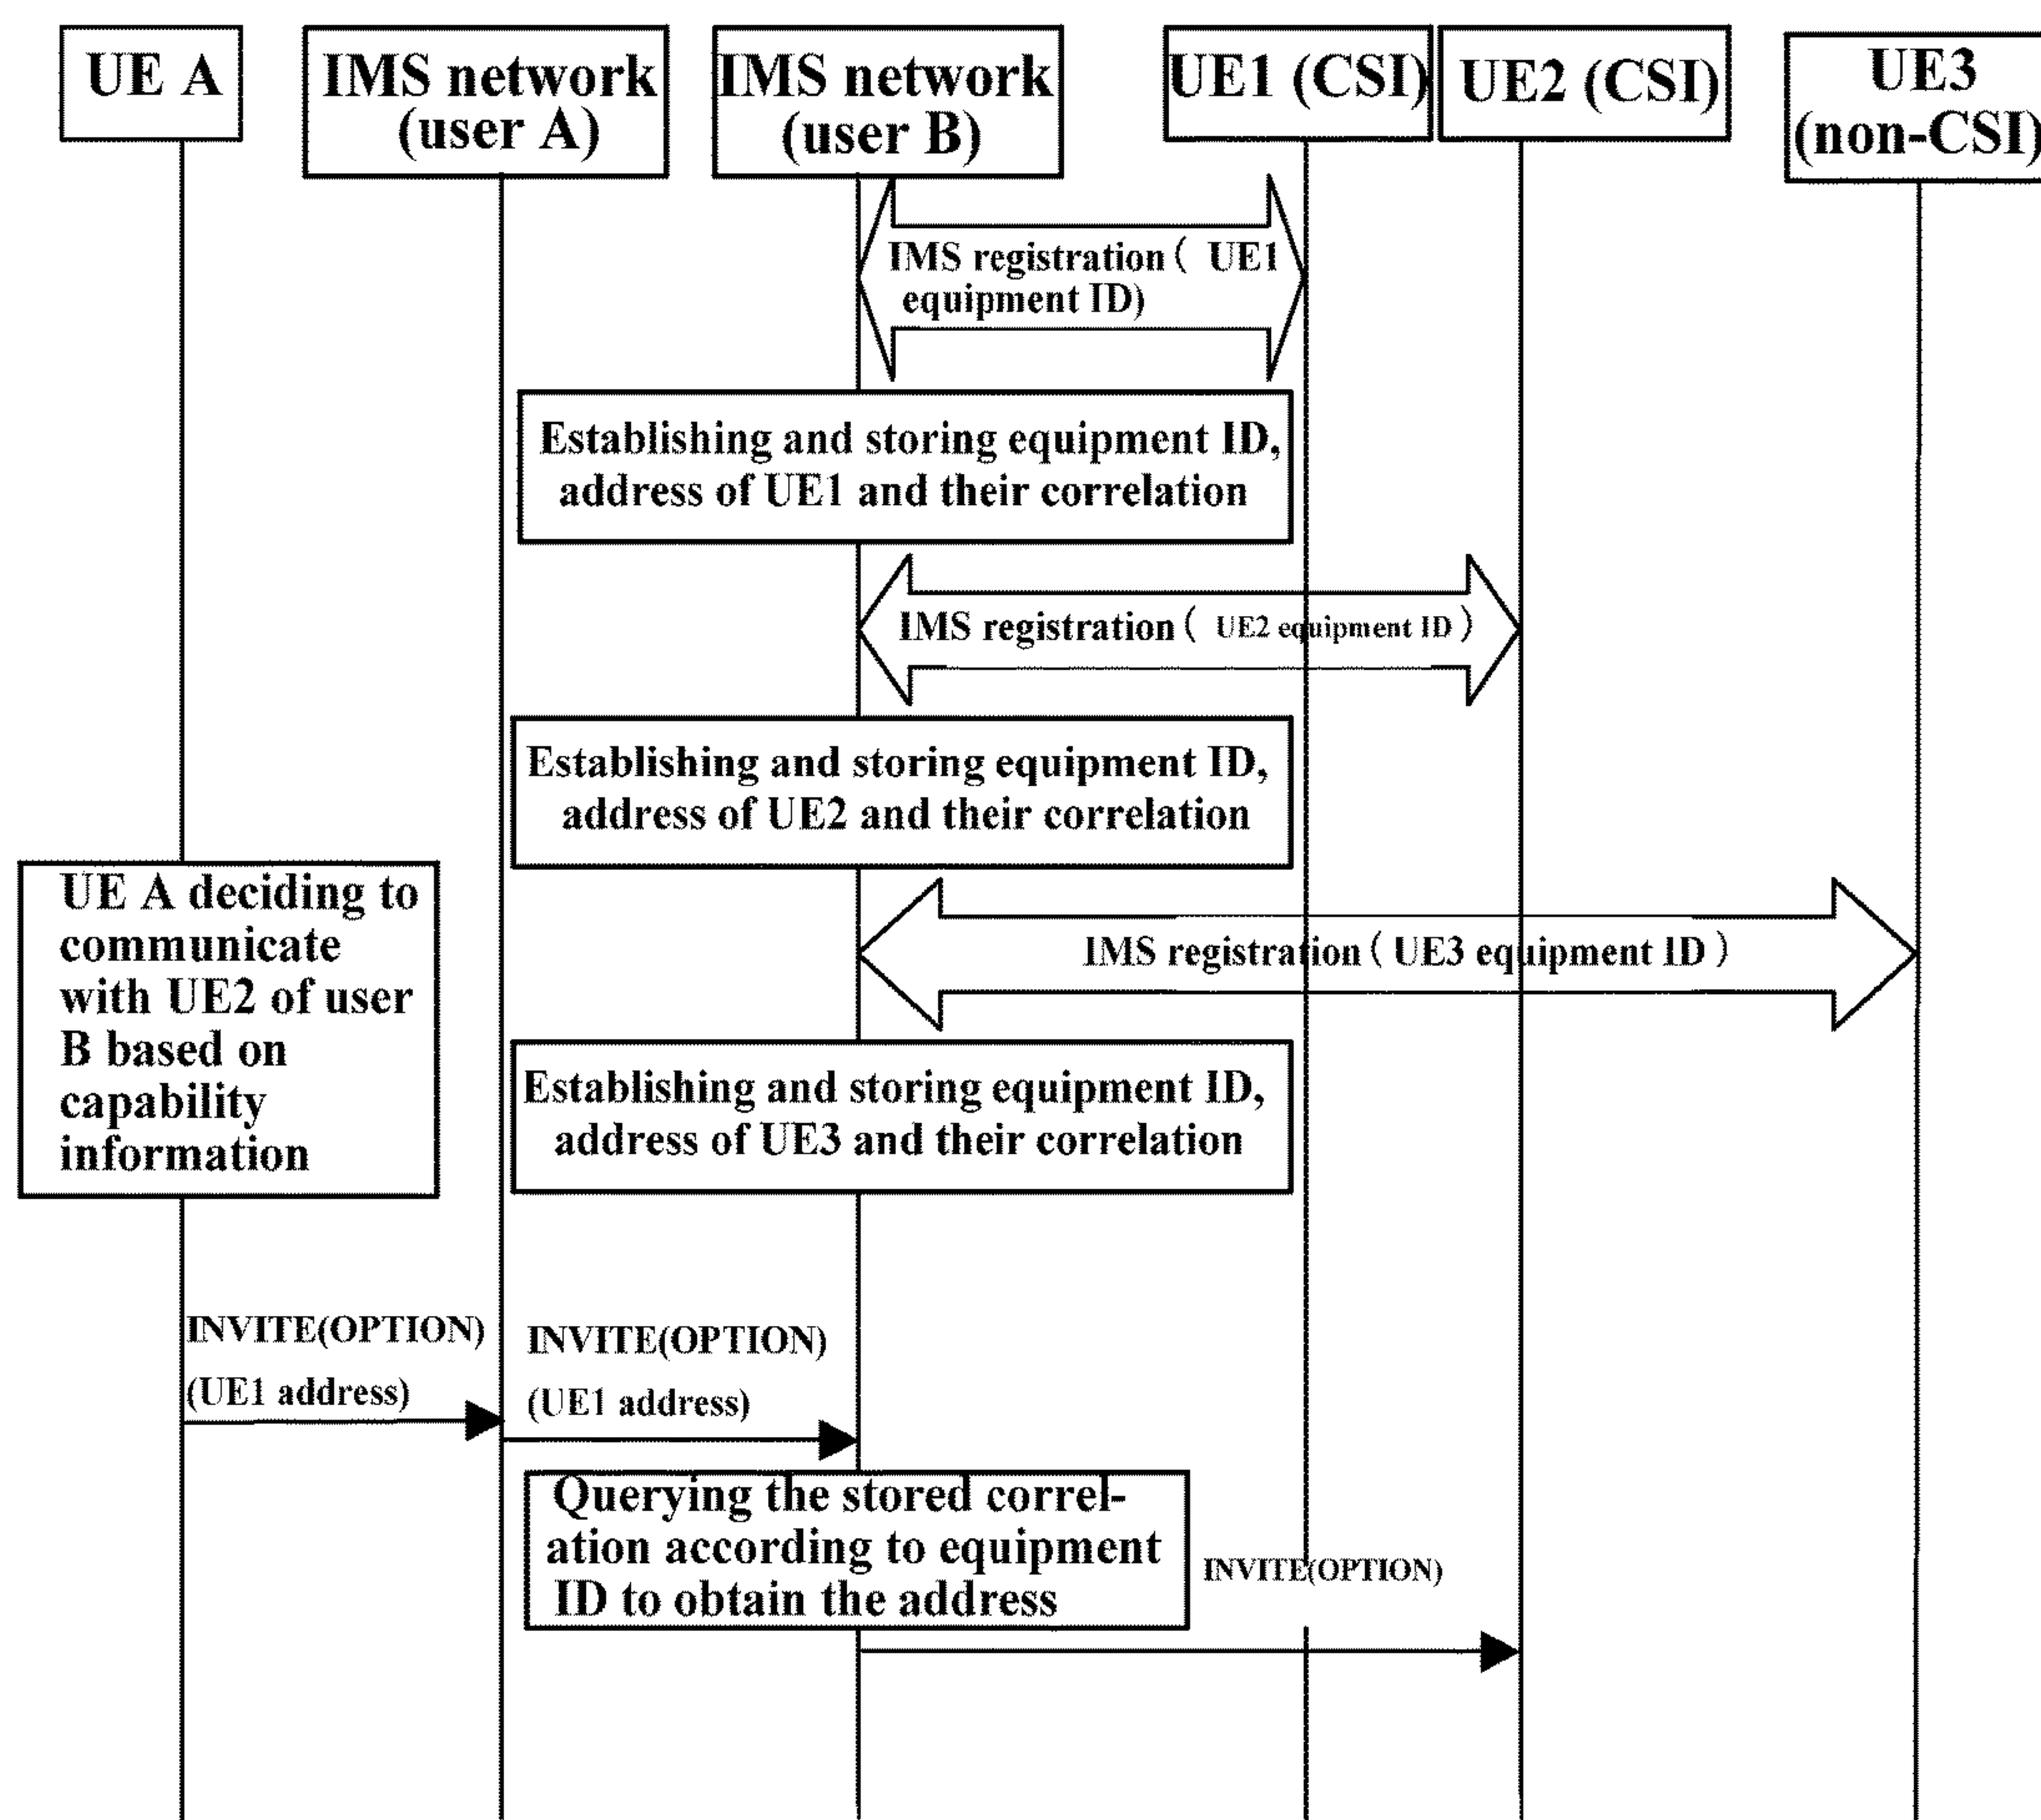 UE A
IMS network
(user A)
IMS network
(user B)
UE1 (CSI)
UE2 (CSI)
UE3
(non-CSI)
IMS registration ( UE1
equipment ID)
Establishing and storing equipment ID,
address of UE1 and their correlation
IMS registration ( UE2 equipment ID )
Establishing and storing equipment ID,
address of UE2 and their correlation
UE A deciding to
communicate
with UE2 of user
B based on
capability
information
IMS registration ( UE3 equipment ID )
Establishing and storing equipment ID,
address of UE3 and their correlation
INVITE(OPTION)
(UE1 address)
INVITE(OPTION)
(UE1 address)
Querying the stored correl-
ation according to equipment
ID to obtain the address
INVITE(OPTION)